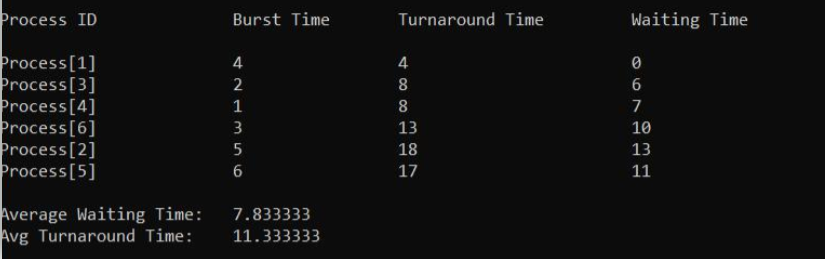 Process ID Burst Time Turnaround Time Waiting Time
Process[1] 4 4 0
Process[3] 2 8 6
Process[4] 1 8 7
Process[6] 3 13 10
Process[2] 5 18 13
Process[5] 6 17 11
Average Waiting Time: 7.833333
Avg Turnaround Time: 11.333333